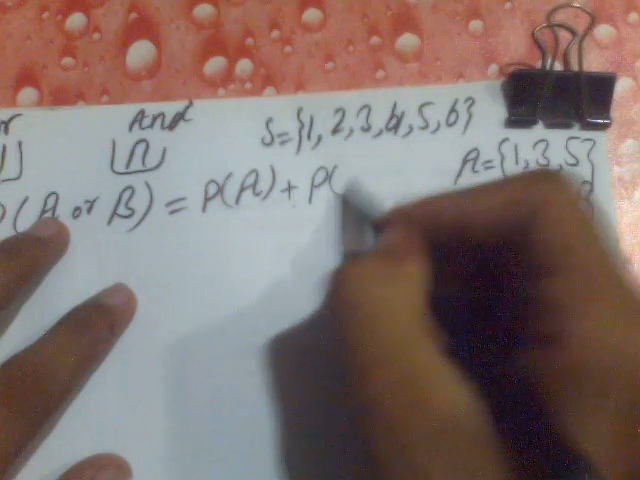 And S={1,2,3,4,5,6}
∩ A={1,3,5}
(A or B) = P(A) + P(